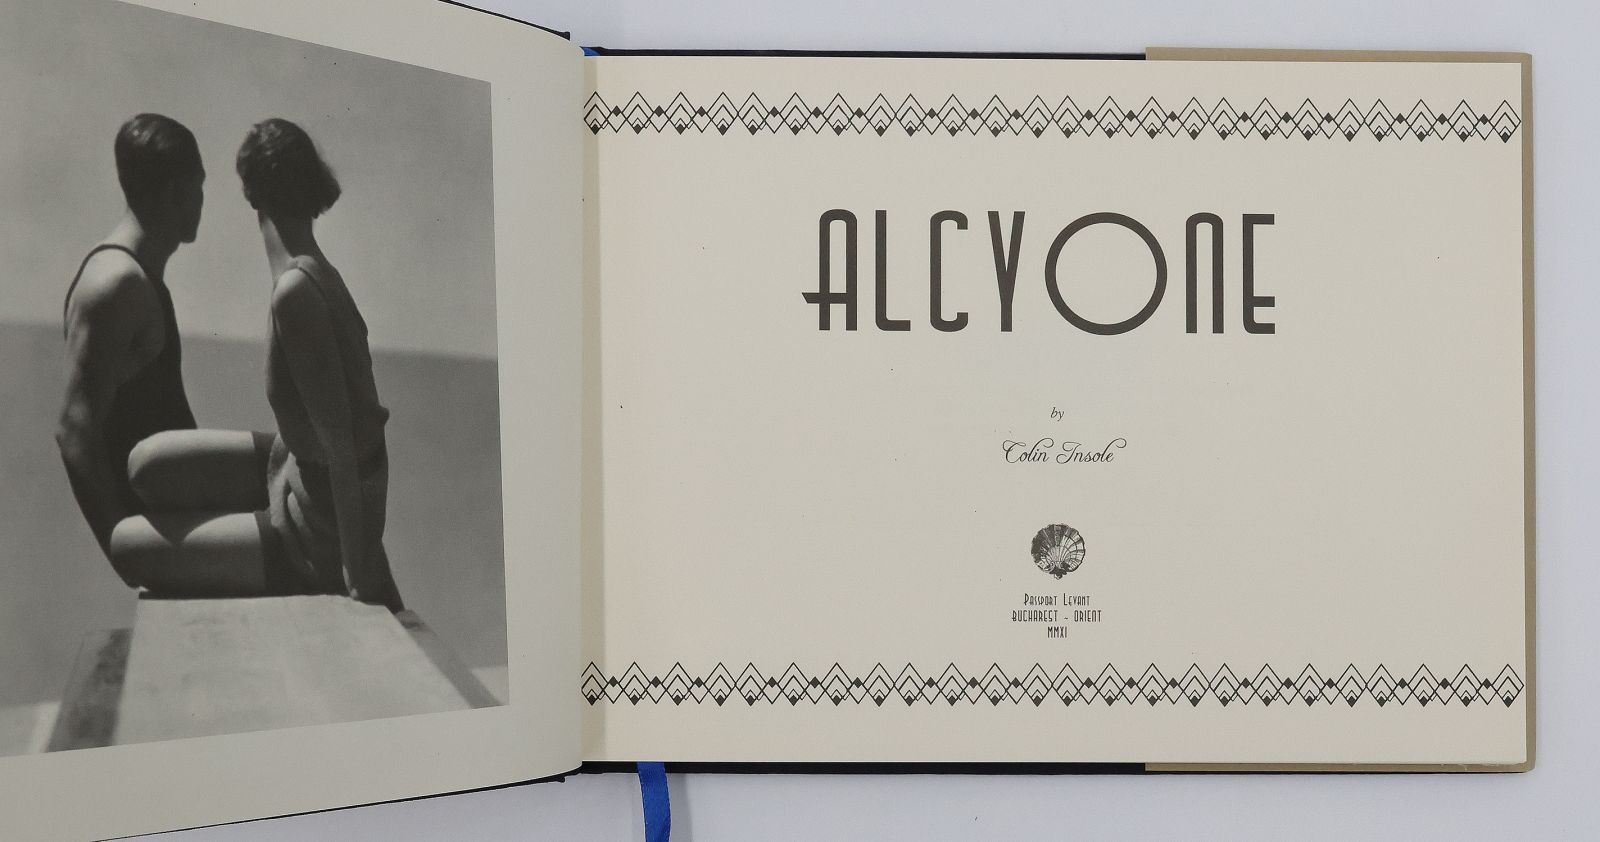 ALCYONE
by
Colin Insole
Passport Levant
BUCHAREST - ORIENT
MMXI